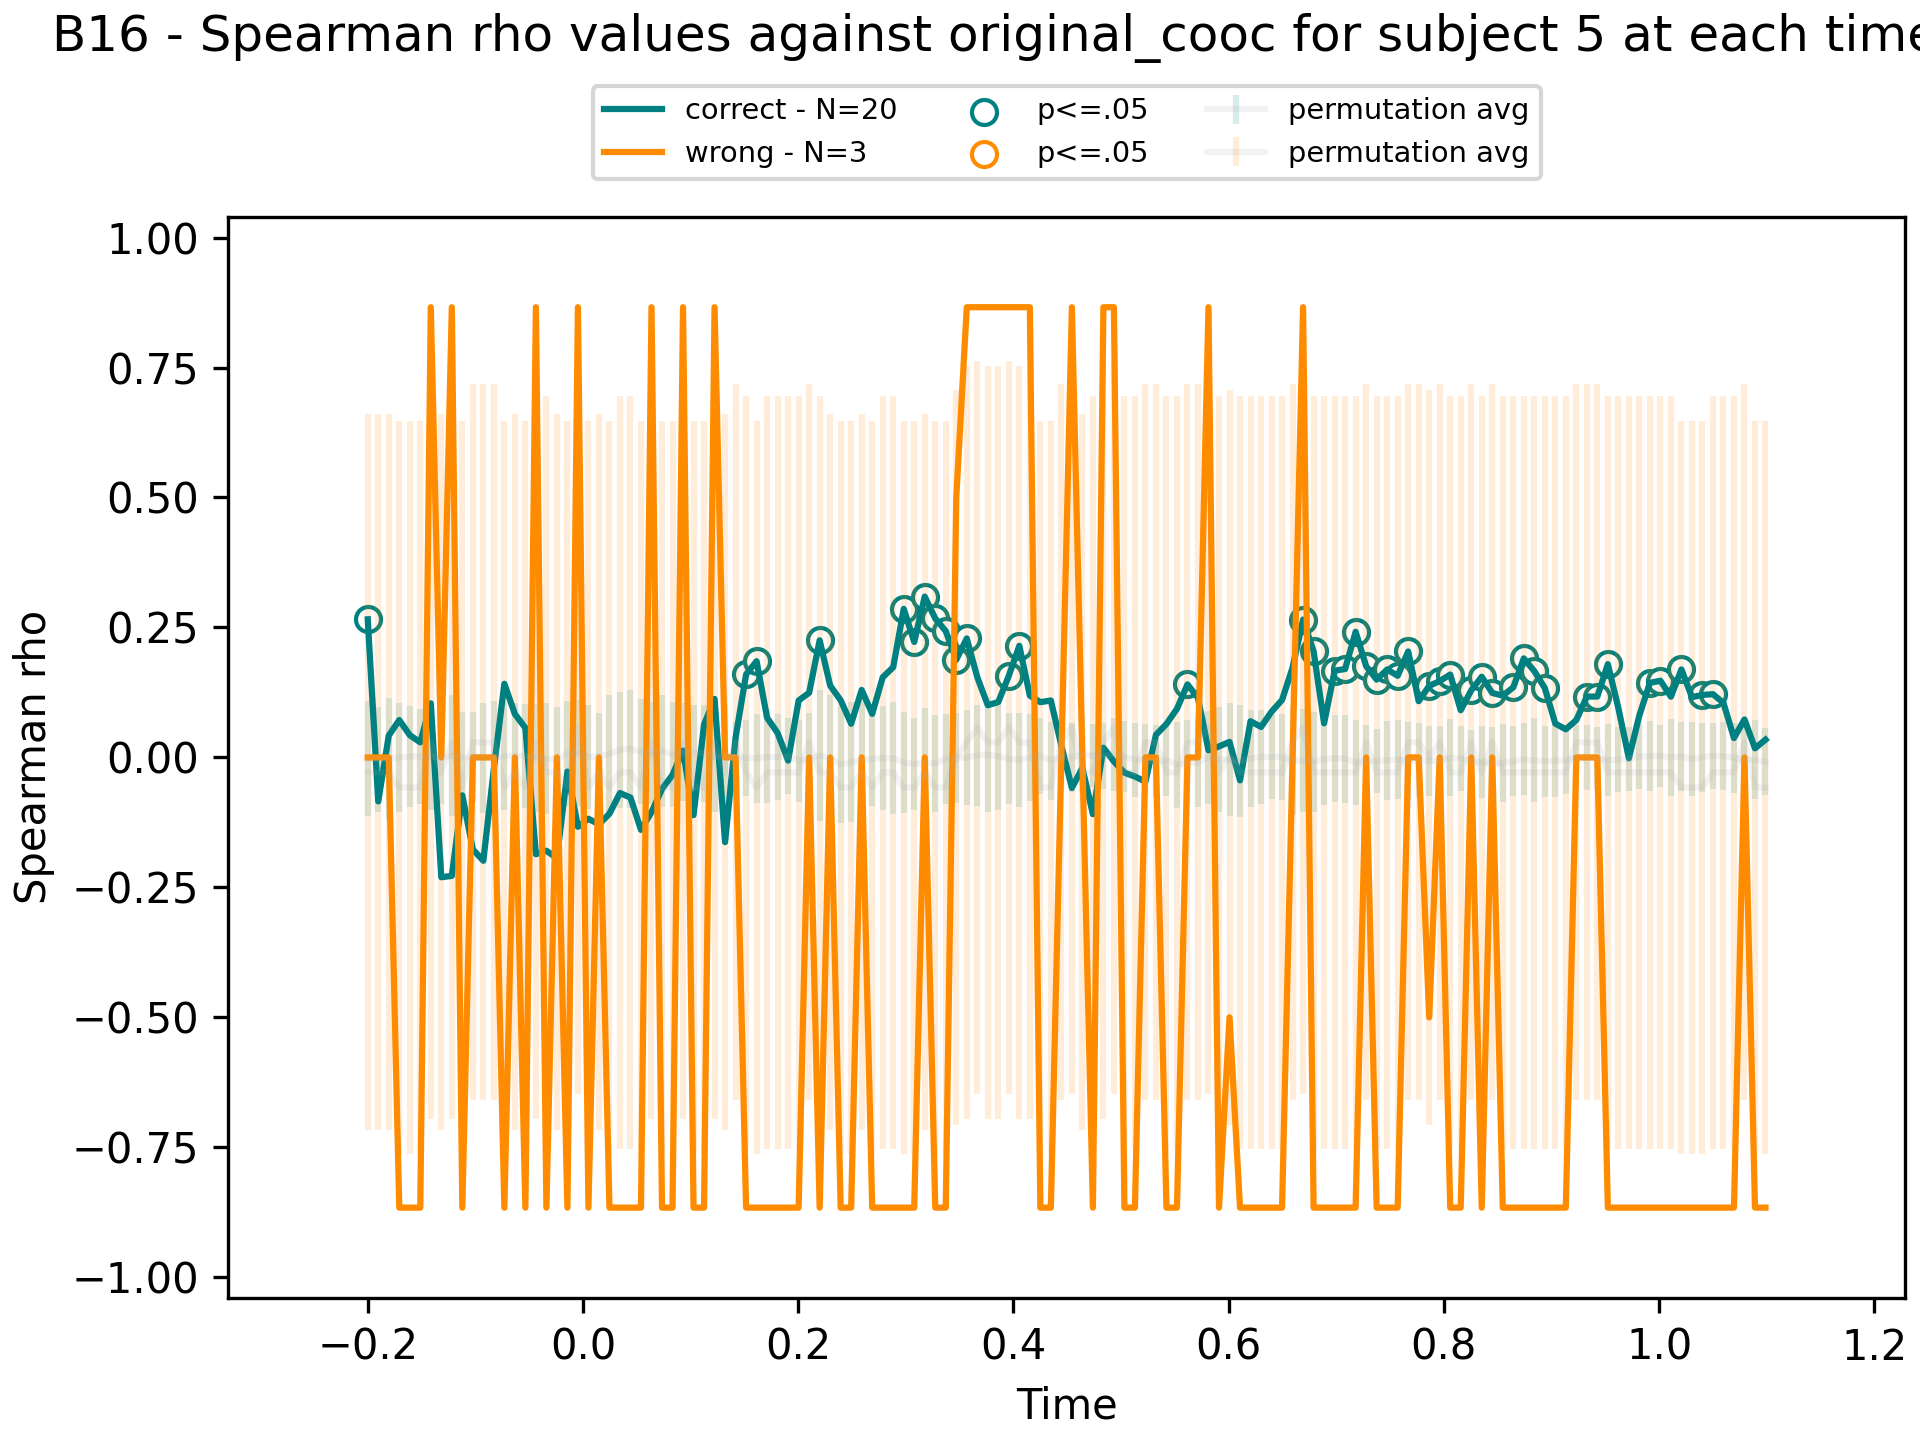 B16 - Spearman rho values against original_cooc for subject 5 at each time
correct - N=20 p<=.05 permutation avg
wrong - N=3 p<=.05 permutation avg
1.00
0.75
0.50
0.25
0.00
−0.25
−0.50
−0.75
−1.00
Spearman rho
−0.2 0.0 0.2 0.4 0.6 0.8 1.0 1.2
Time